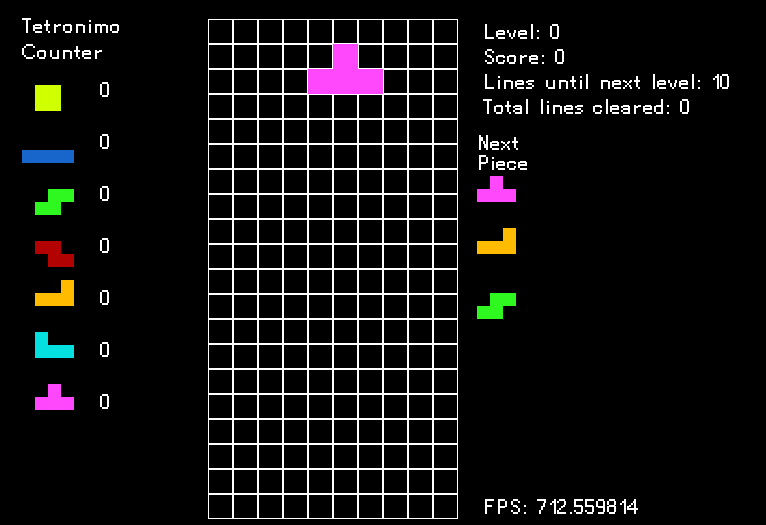 Tetronimo
Counter
0
0
0
0
0
0
0
Level: 0
Score: 0
Lines until next level: 10
Total lines cleared: 0
Next
Piece
FPS: 712.559814